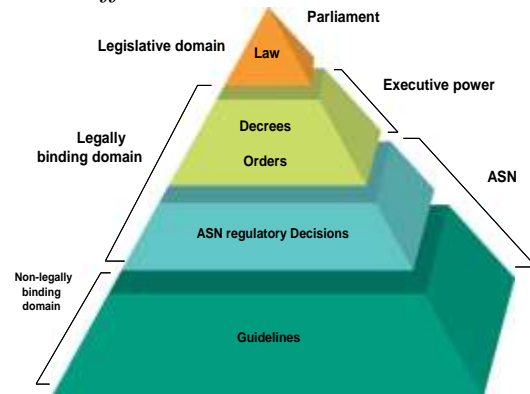 Parliament
Legislative domain
Law
Executive power
Decrees
Legally
binding domain
Orders
ASN
ASN regulatory Decisions
Non-legally
binding
domain
Guidelines